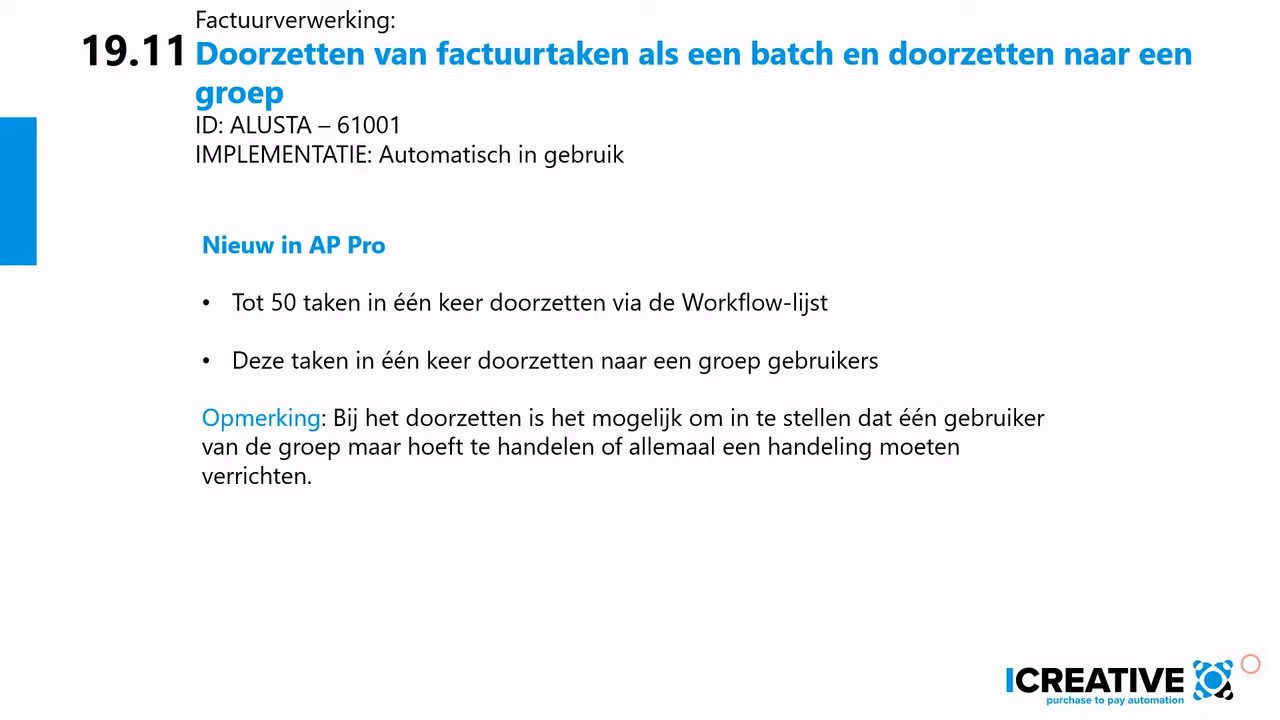 Factuurverwerking:
19.11 Doorzetten van factuurtaken als een batch en doorzetten naar een
groep
ID: ALUSTA – 61001
IMPLEMENTATIE: Automatisch in gebruik
Nieuw in AP Pro
• Tot 50 taken in één keer doorzetten via de Workflow-lijst
• Deze taken in één keer doorzetten naar een groep gebruikers
Opmerking: Bij het doorzetten is het mogelijk om in te stellen dat één gebruiker
van de groep maar hoeft te handelen of allemaal een handeling moeten
verrichten.
ICREATIVE
purchase to pay automation